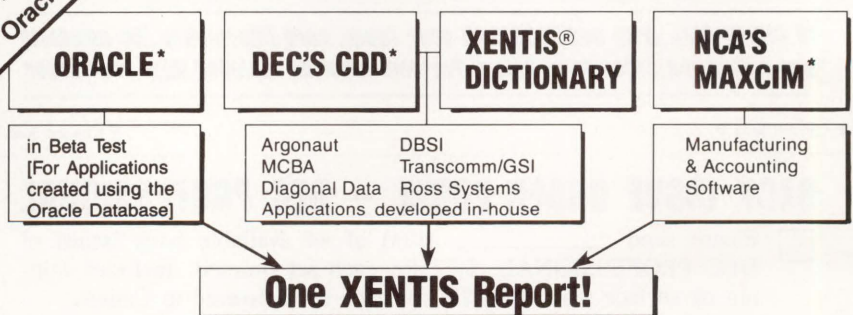 Oracle
ORACLE*
DEC'S CDD*
XENTIS®
DICTIONARY
NCA'S
MAXCIM*
in Beta Test
[For Applications
created using the
Oracle Database]
Argonaut DBSI
MCBA Transcomm/GSI
Diagonal Data Ross Systems
Applications developed in-house
Manufacturing
& Accounting
Software
One XENTIS Report!